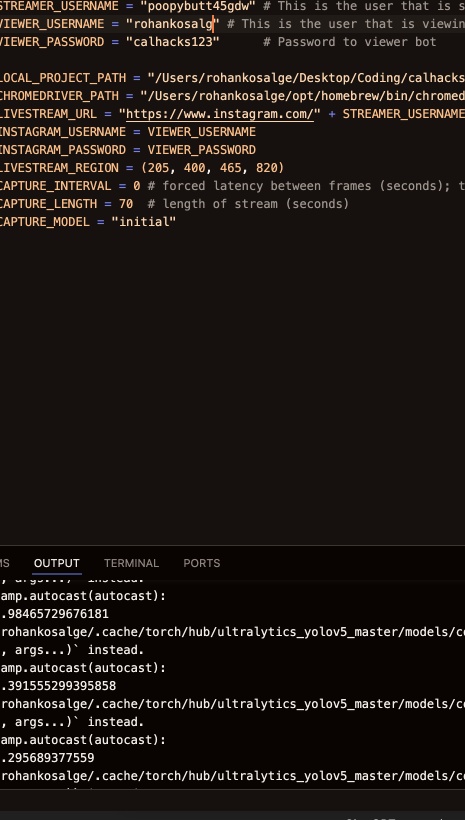 STREAMER_USERNAME = "poopybutt45gdw" # This is the user that is s
VIEWER_USERNAME = "rohankosalg" # This is the user that is viewin
VIEWER_PASSWORD = "calhacks123" # Password to viewer bot
LOCAL_PROJECT_PATH = "/Users/rohankosalge/Desktop/Coding/calhacks
CHROMEDRIVER_PATH = "/Users/rohankosalge/opt/homebrew/bin/chromed
LIVESTREAM_URL = "https://www.instagram.com/" + STREAMER_USERNAME
INSTAGRAM_USERNAME = VIEWER_USERNAME
INSTAGRAM_PASSWORD = VIEWER_PASSWORD
LIVESTREAM_REGION = (205, 400, 465, 820)
CAPTURE_INTERVAL = 0 # forced latency between frames (seconds); t
CAPTURE_LENGTH = 70 # length of stream (seconds)
CAPTURE_MODEL = "initial"
MS OUTPUT TERMINAL PORTS
, args...)` instead.
amp.autocast(autocast):
.98465729676181
rohankosalge/.cache/torch/hub/ultralytics_yolov5_master/models/co
, args...)` instead.
amp.autocast(autocast):
.391555299395858
rohankosalge/.cache/torch/hub/ultralytics_yolov5_master/models/co
, args...)` instead.
amp.autocast(autocast):
.295689377559
rohankosalge/.cache/torch/hub/ultralytics_yolov5_master/models/co